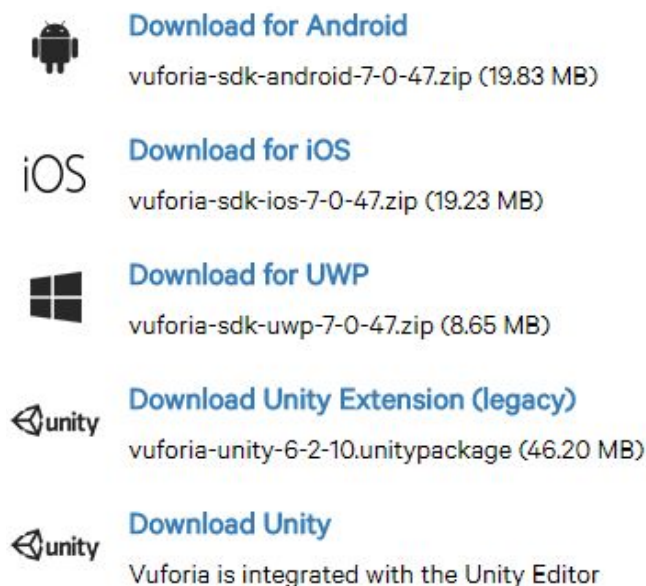 Download for Android
vuforia-sdk-android-7-0-47.zip (19.83 MB)
iOS
Download for iOS
vuforia-sdk-ios-7-0-47.zip (19.23 MB)
Download for UWP
vuforia-sdk-uwp-7-0-47.zip (8.65 MB)
unity
Download Unity Extension (legacy)
vuforia-unity-6-2-10.unitypackage (46.20 MB)
unity
Download Unity
Vuforia is integrated with the Unity Editor